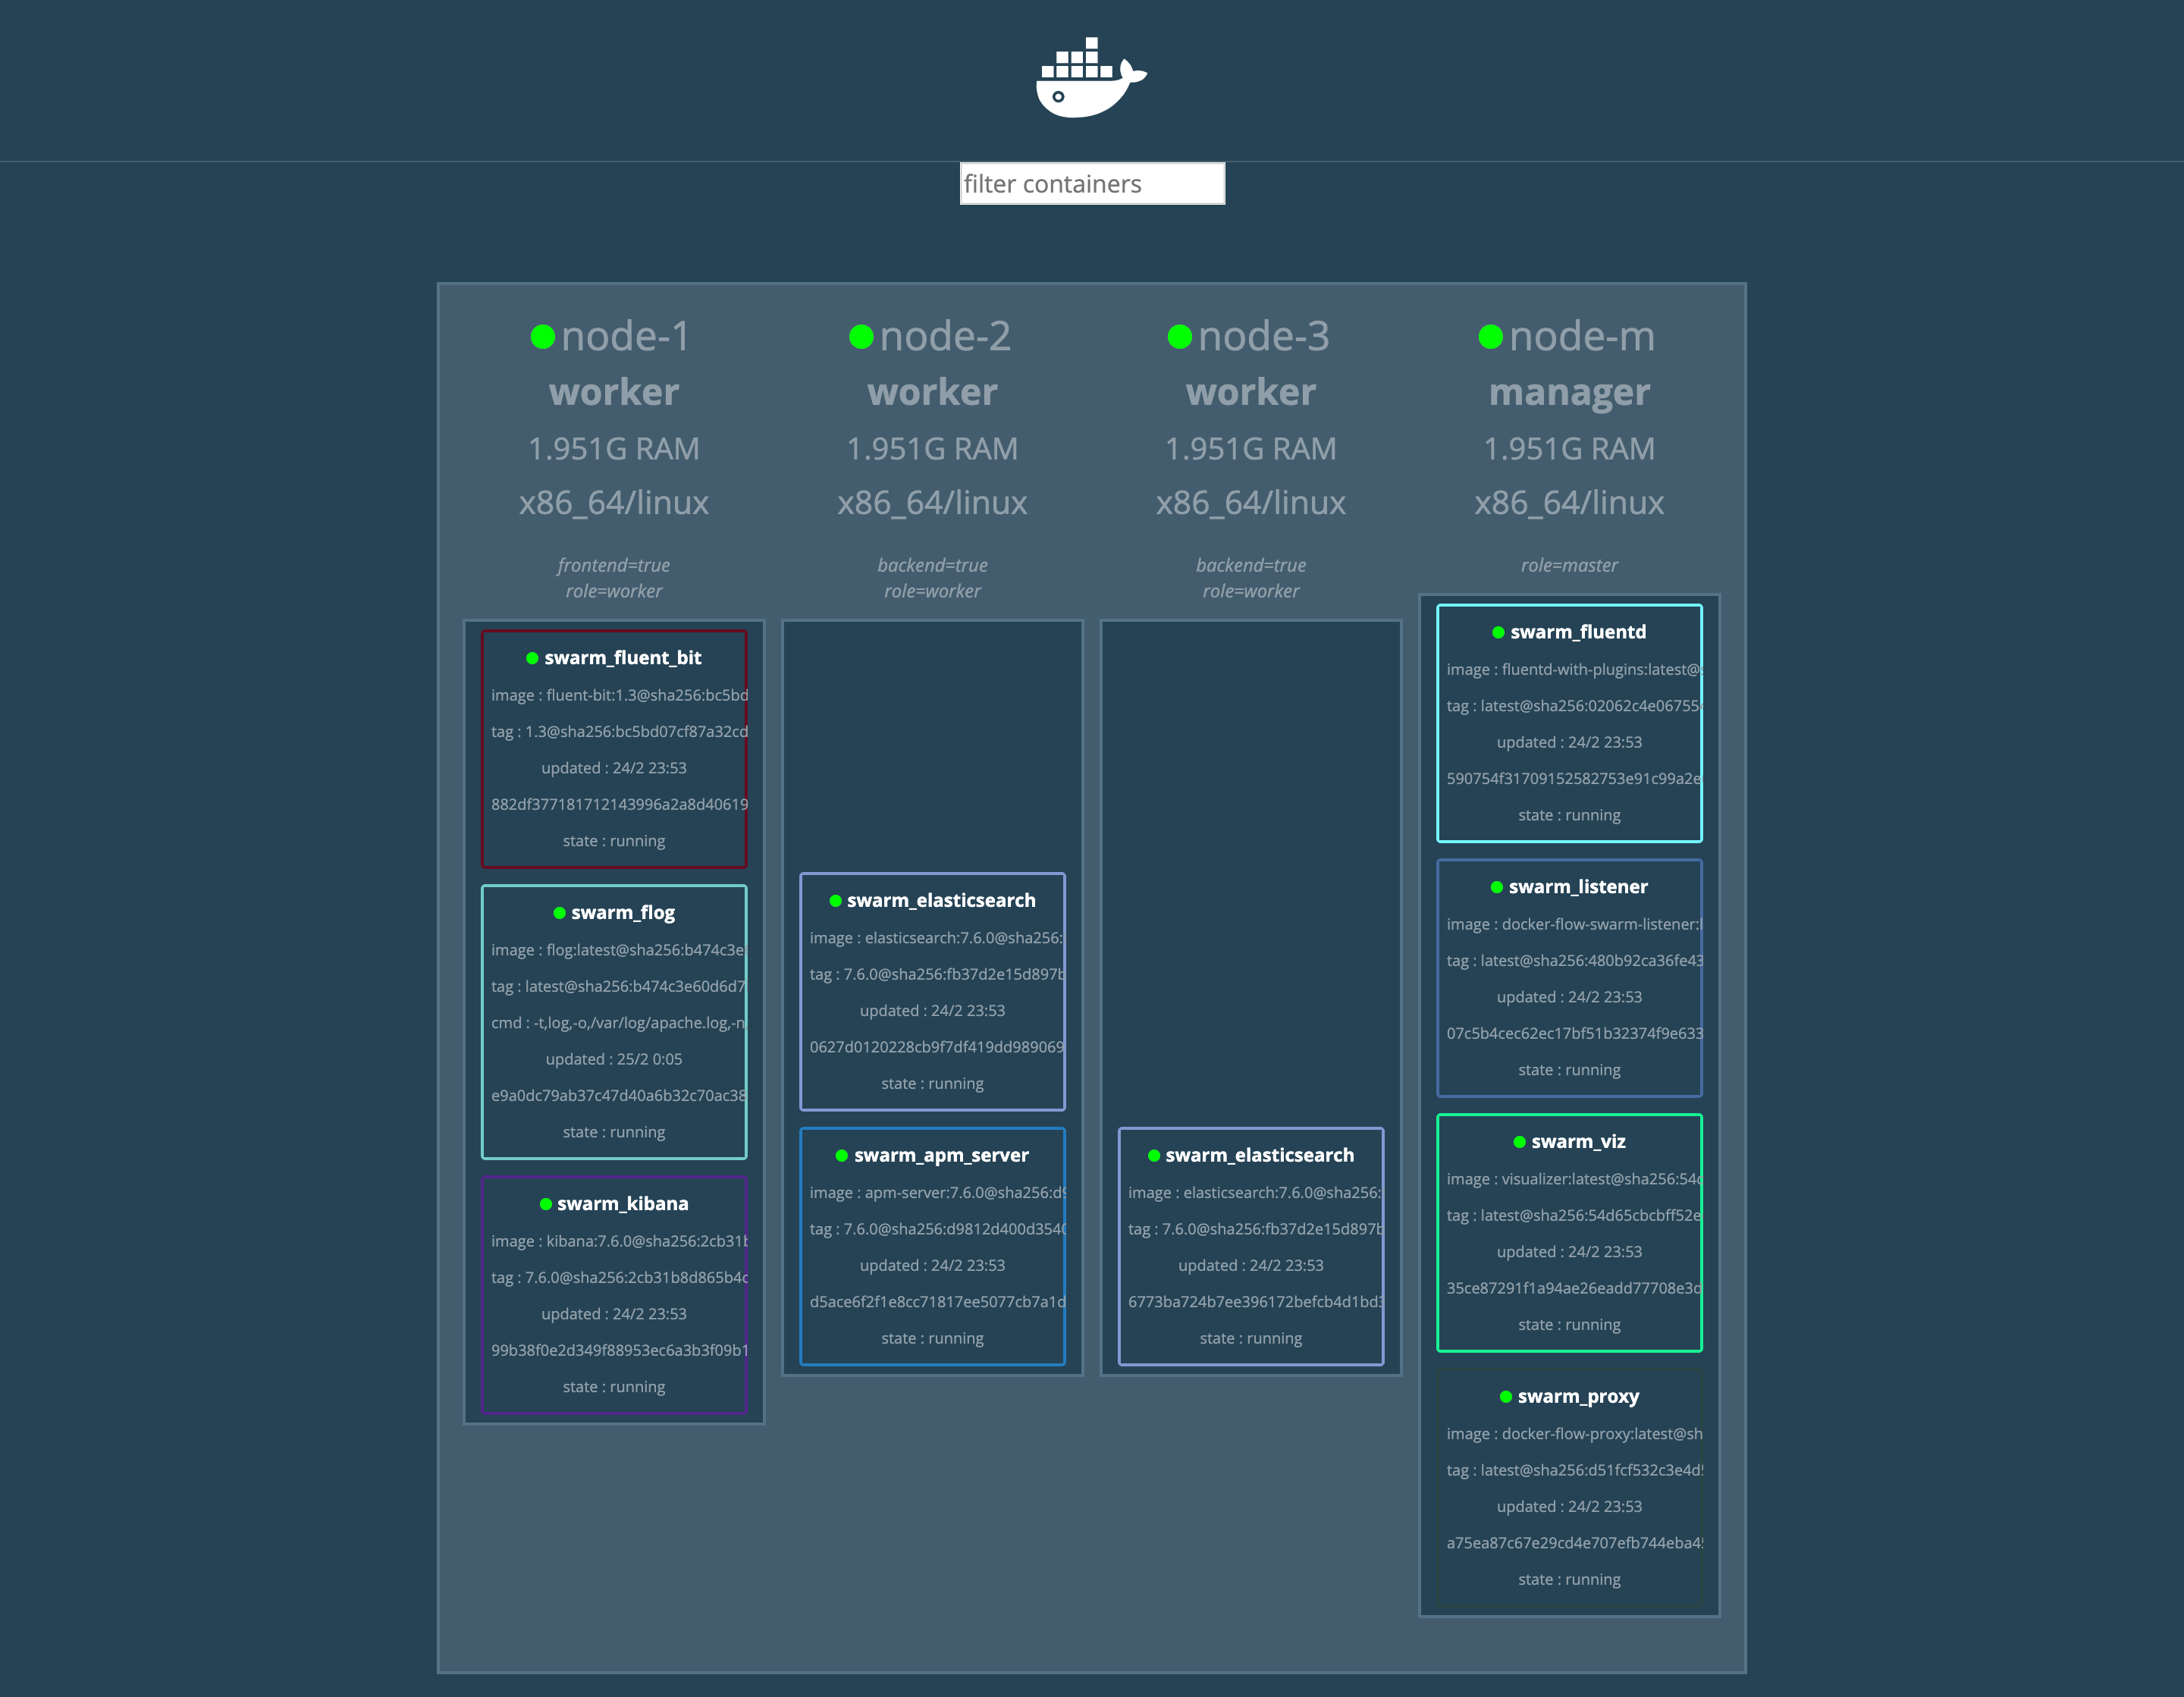 filter containers
node-1
worker
1.951G RAM
x86_64/linux
frontend=true
role=worker
swarm_fluent_bit
image : fluent-bit:1.3@sha256:bc5bd
tag : 1.3@sha256:bc5bd07cf87a32cd
updated : 24/2 23:53
882df377181712143996a2a8d40619
state : running
swarm_flog
image : flog:latest@sha256:b474c3e
tag : latest@sha256:b474c3e60d6d7
cmd : -t,log,-o,/var/log/apache.log,-n
updated : 25/2 0:05
e9a0dc79ab37c47d40a6b32c70ac38
state : running
swarm_kibana
image : kibana:7.6.0@sha256:2cb31b
tag : 7.6.0@sha256:2cb31b8d865b4c
updated : 24/2 23:53
99b38f0e2d349f88953ec6a3b3f09b1
state : running
node-2
worker
1.951G RAM
x86_64/linux
backend=true
role=worker
swarm_elasticsearch
image : elasticsearch:7.6.0@sha256:
tag : 7.6.0@sha256:fb37d2e15d897b
updated : 24/2 23:53
0627d0120228cb9f7df419dd989069
state : running
swarm_apm_server
image : apm-server:7.6.0@sha256:d9
tag : 7.6.0@sha256:d9812d400d3540
updated : 24/2 23:53
d5ace6f2f1e8cc71817ee5077cb7a1d
state : running
node-3
worker
1.951G RAM
x86_64/linux
backend=true
role=worker
swarm_elasticsearch
image : elasticsearch:7.6.0@sha256:
tag : 7.6.0@sha256:fb37d2e15d897b
updated : 24/2 23:53
6773ba724b7ee396172befcb4d1bd3
state : running
node-m
manager
1.951G RAM
x86_64/linux
role=master
swarm_fluentd
image : fluentd-with-plugins:latest@
tag : latest@sha256:02062c4e06755
updated : 24/2 23:53
590754f31709152582753e91c99a2e
state : running
swarm_listener
image : docker-flow-swarm-listener:l
tag : latest@sha256:480b92ca36fe43
updated : 24/2 23:53
07c5b4cec62ec17bf51b32374f9e633
state : running
swarm_viz
image : visualizer:latest@sha256:54d
tag : latest@sha256:54d65cbcbff52e
updated : 24/2 23:53
35ce87291f1a94ae26eadd77708e3d
state : running
swarm_proxy
image : docker-flow-proxy:latest@sh
tag : latest@sha256:d51fcf532c3e4d5
updated : 24/2 23:53
a75ea87c67e29cd4e707efb744eba45
state : running